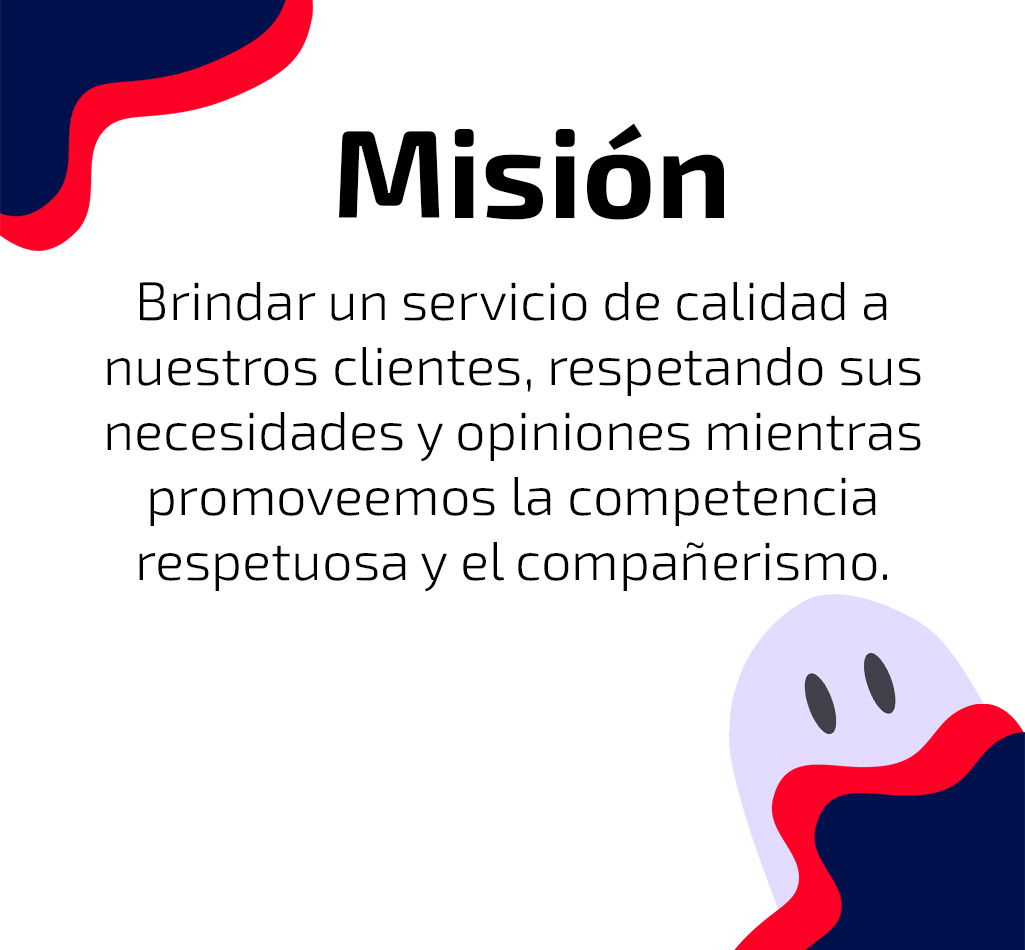 Misión
Brindar un servicio de calidad a
nuestros clientes, respetando sus
necesidades y opiniones mientras
promoveemos la competencia
respetuosa y el compañerismo.